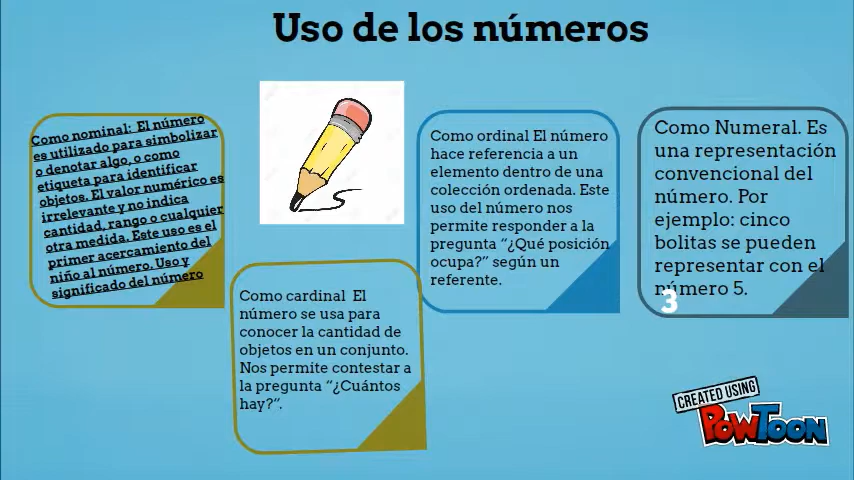 Uso de los números
Como nominal: El número
es utilizado para simbolizar
o denotar algo, o como
etiqueta para identificar
objetos. El valor numérico es
irrelevante y no indica
cantidad, rango o cualquier
otra medida. Este uso es el
primer acercamiento del
niño al número. Uso y
significado del número
Como cardinal El
número se usa para
conocer la cantidad de
objetos en un conjunto.
Nos permite contestar a
la pregunta “¿Cuántos
hay?”.
Como ordinal El número
hace referencia a un
elemento dentro de una
colección ordenada. Este
uso del número nos
permite responder a la
pregunta “¿Qué posición
ocupa?” según un
referente.
Como Numeral. Es
una representación
convencional del
número. Por
ejemplo: cinco
bolitas se pueden
representar con el
número 5.
3
CREATED USING
POWTOON